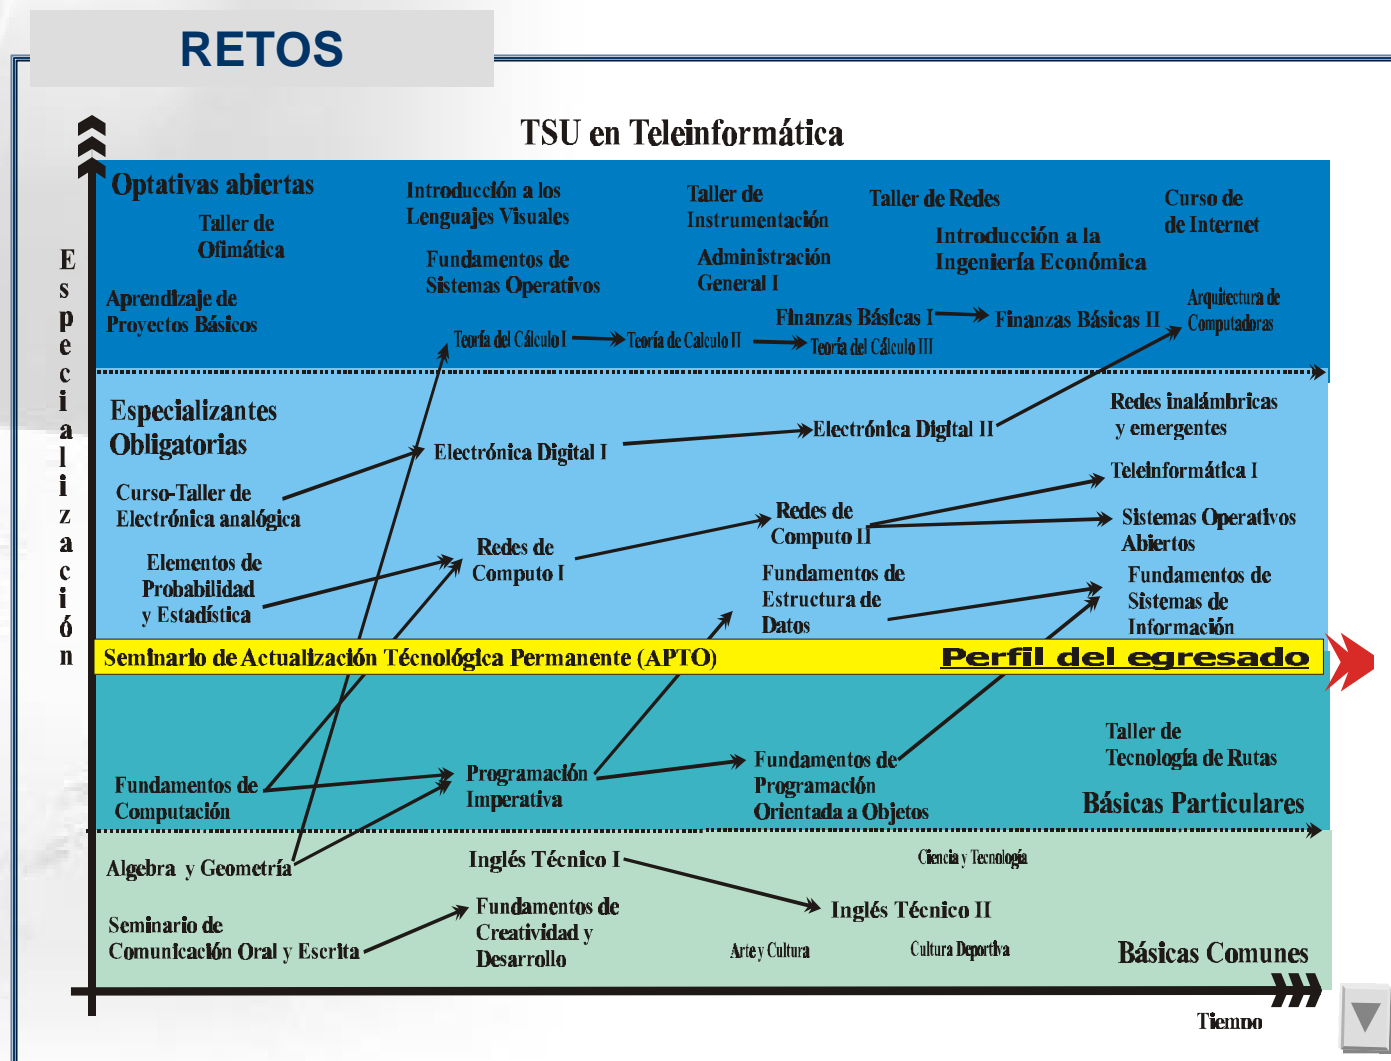 RETOS
TSU en Teleinformática
Especialización
Optativas abiertas
Taller de
Ofimática
Aprendizaje de
Proyectos Básicos
Introducción a los
Lenguajes Visuales
Fundamentos de
Sistemas Operativos
Taller de
Instrumentación
Administración
General I
Taller de Redes
Introducción a la
Ingeniería Económica
Curso de
de Internet
Finanzas Básicas I
Finanzas Básicas II
Arquitectura de
Computadoras
Teoría del Cálculo I
Teoría de Calculo II
Teoría del Cálculo III
Especializantes
Obligatorias
Curso-Taller de
Electrónica analógica
Elementos de
Probabilidad
y Estadística
Electrónica Digital I
Electrónica Digital II
Redes de
Computo I
Redes de
Computo II
Fundamentos de
Estructura de
Datos
Redes inalámbricas
y emergentes
Teleinformática I
Sistemas Operativos
Abiertos
Fundamentos de
Sistemas de
Información
Seminario de Actualización Técnológica Permanente (APTO)
Perfil del egresado
Fundamentos de
Computación
Programación
Imperativa
Fundamentos de
Programación
Orientada a Objetos
Taller de
Tecnología de Rutas
Básicas Particulares
Algebra y Geometría
Seminario de
Comunicación Oral y Escrita
Inglés Técnico I
Fundamentos de
Creatividad y
Desarrollo
Ciencia y Tecnología
Inglés Técnico II
Arte y Cultura
Cultura Deportiva
Básicas Comunes
Tiempo